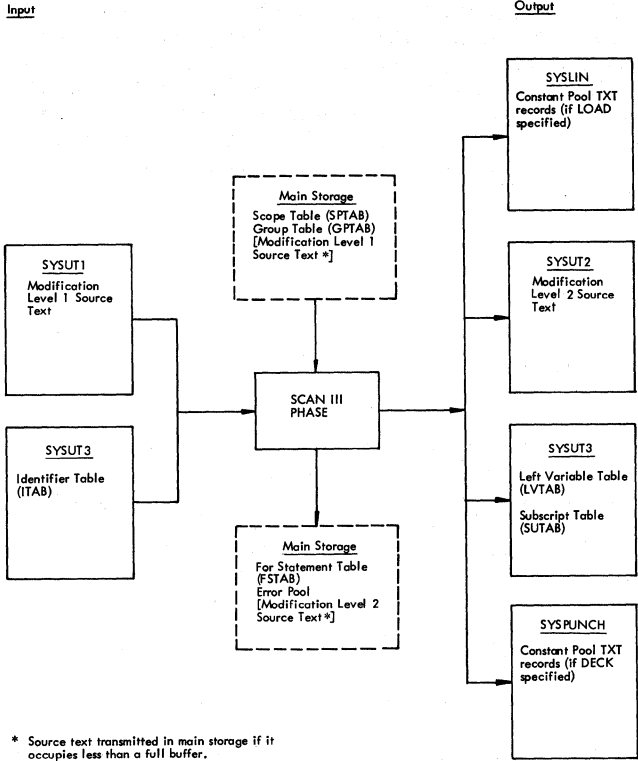 Input
Output
SYSLIN
Constant Pool TXT
records (if LOAD
specified)
Main Storage
Scope Table (SPTAB)
Group Table (GPTAB)
[Modification Level 1
Source Text *]
SYSUT1
Modification
Level 1 Source
Text
SYSUT2
Modification
Level 2 Source
Text
SCAN III
PHASE
SYSUT3
Identifier Table
(ITAB)
SYSUT3
Left Variable Table
(LVTAB)
Subscript Table
(SUTAB)
Main Storage
For Statement Table
(FSTAB)
Error Pool
[Modification Level 2
Source Text*]
SYSPUNCH
Constant Pool TXT
records (if DECK
specified)
* Source text transmitted in main storage if it
occupies less than a full buffer.